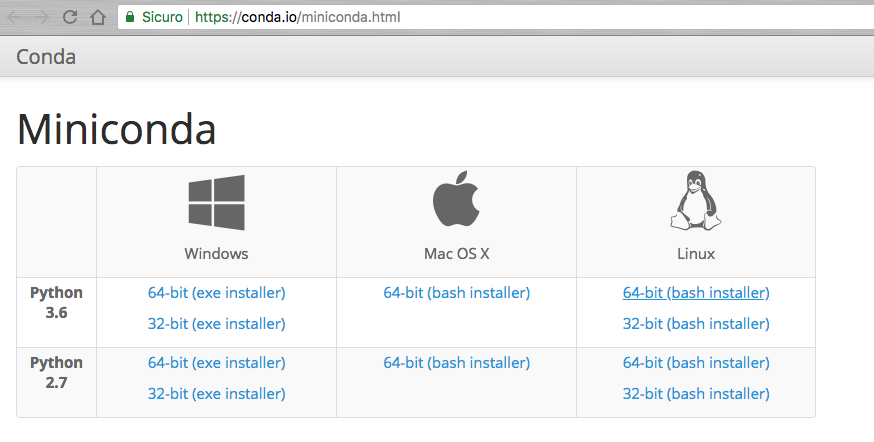 Sicuro https://conda.io/miniconda.html
Conda
Miniconda
Windows Mac OS X Linux
Python 3.6
64-bit (exe installer) 64-bit (bash installer) 64-bit (bash installer)
32-bit (exe installer) 32-bit (bash installer)
Python 2.7
64-bit (exe installer) 64-bit (bash installer) 64-bit (bash installer)
32-bit (exe installer) 32-bit (bash installer)